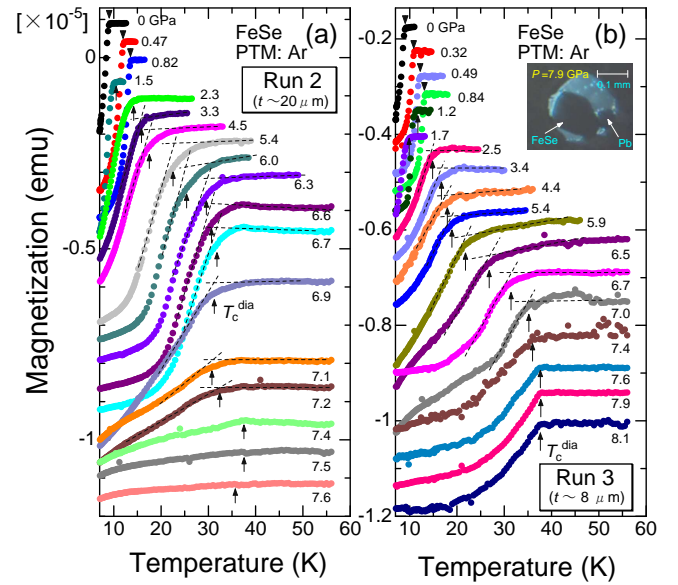 [×10⁻⁵]
FeSe
PTM: Ar
(a)
Run 2
(t～20 μm)
0 GPa
0.47
0.82
1.5
2.3
3.3
4.5
5.4
6.0
6.3
6.6
6.7
6.9
7.1
7.2
7.4
7.5
7.6
T_c^dia
0
-0.5
-1
Magnetization (emu)
10 20 30 40 50 60
Temperature (K)
FeSe
PTM: Ar
(b)
P =7.9 GPa
0.1 mm
FeSe
Pb
0 GPa
0.32
0.49
0.84
1.2
1.7
2.5
3.4
4.4
5.4
5.9
6.5
6.7
7.0
7.4
7.6
7.9
8.1
T_c^dia
Run 3
(t～ 8 μm)
-0.2
-0.4
-0.6
-0.8
-1
-1.2
10 20 30 40 50 60
Temperature (K)